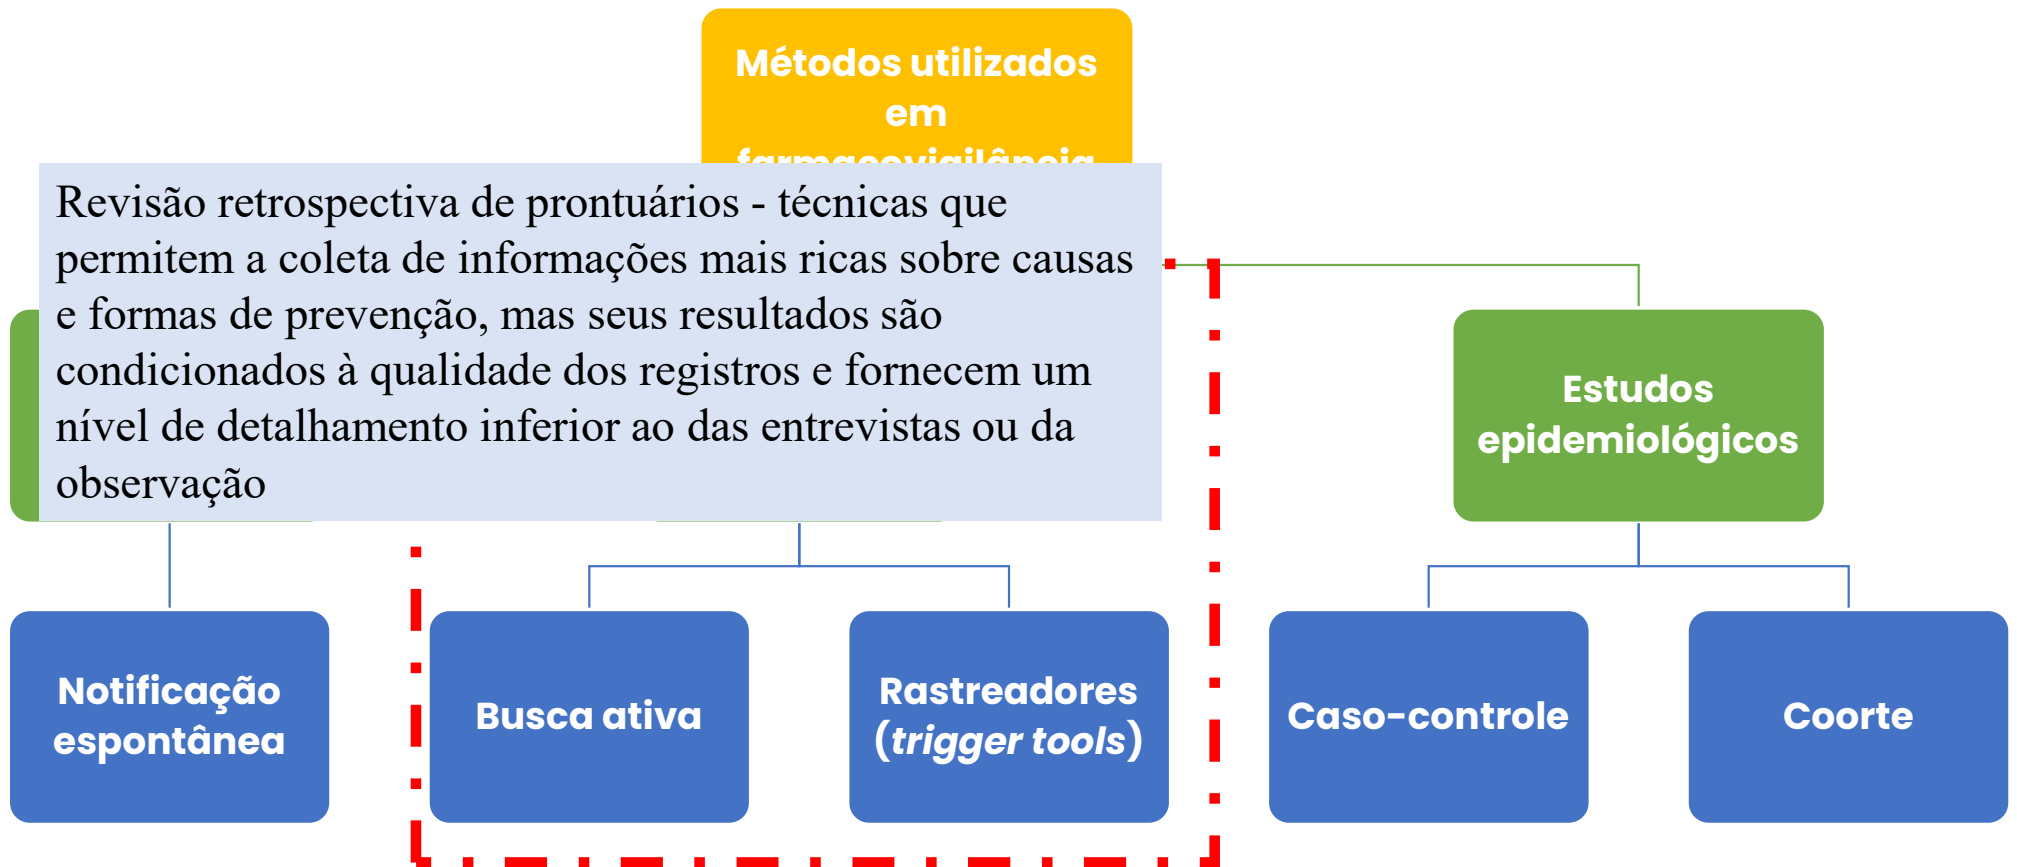 Métodos utilizados
em
farmacovigilância
Revisão retrospectiva de prontuários - técnicas que
permitem a coleta de informações mais ricas sobre causas
e formas de prevenção, mas seus resultados são
condicionados à qualidade dos registros e fornecem um
nível de detalhamento inferior ao das entrevistas ou da
observação
Estudos
epidemiológicos
Notificação
espontânea
Busca ativa
Rastreadores
(trigger tools)
Caso-controle
Coorte